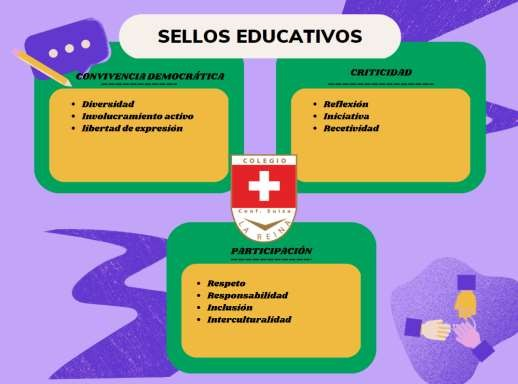 SELLOS EDUCATIVOS
CONVIVENCIA DEMOCRÁTICA
• Diversidad
• Involucramiento activo
• libertad de expresión
CRITICIDAD
• Reflexión
• Iniciativa
• Recetividad
COLEGIO
Conf. Suiza
LA REINA
PARTICIPACIÓN
• Respeto
• Responsabilidad
• Inclusión
• Interculturalidad